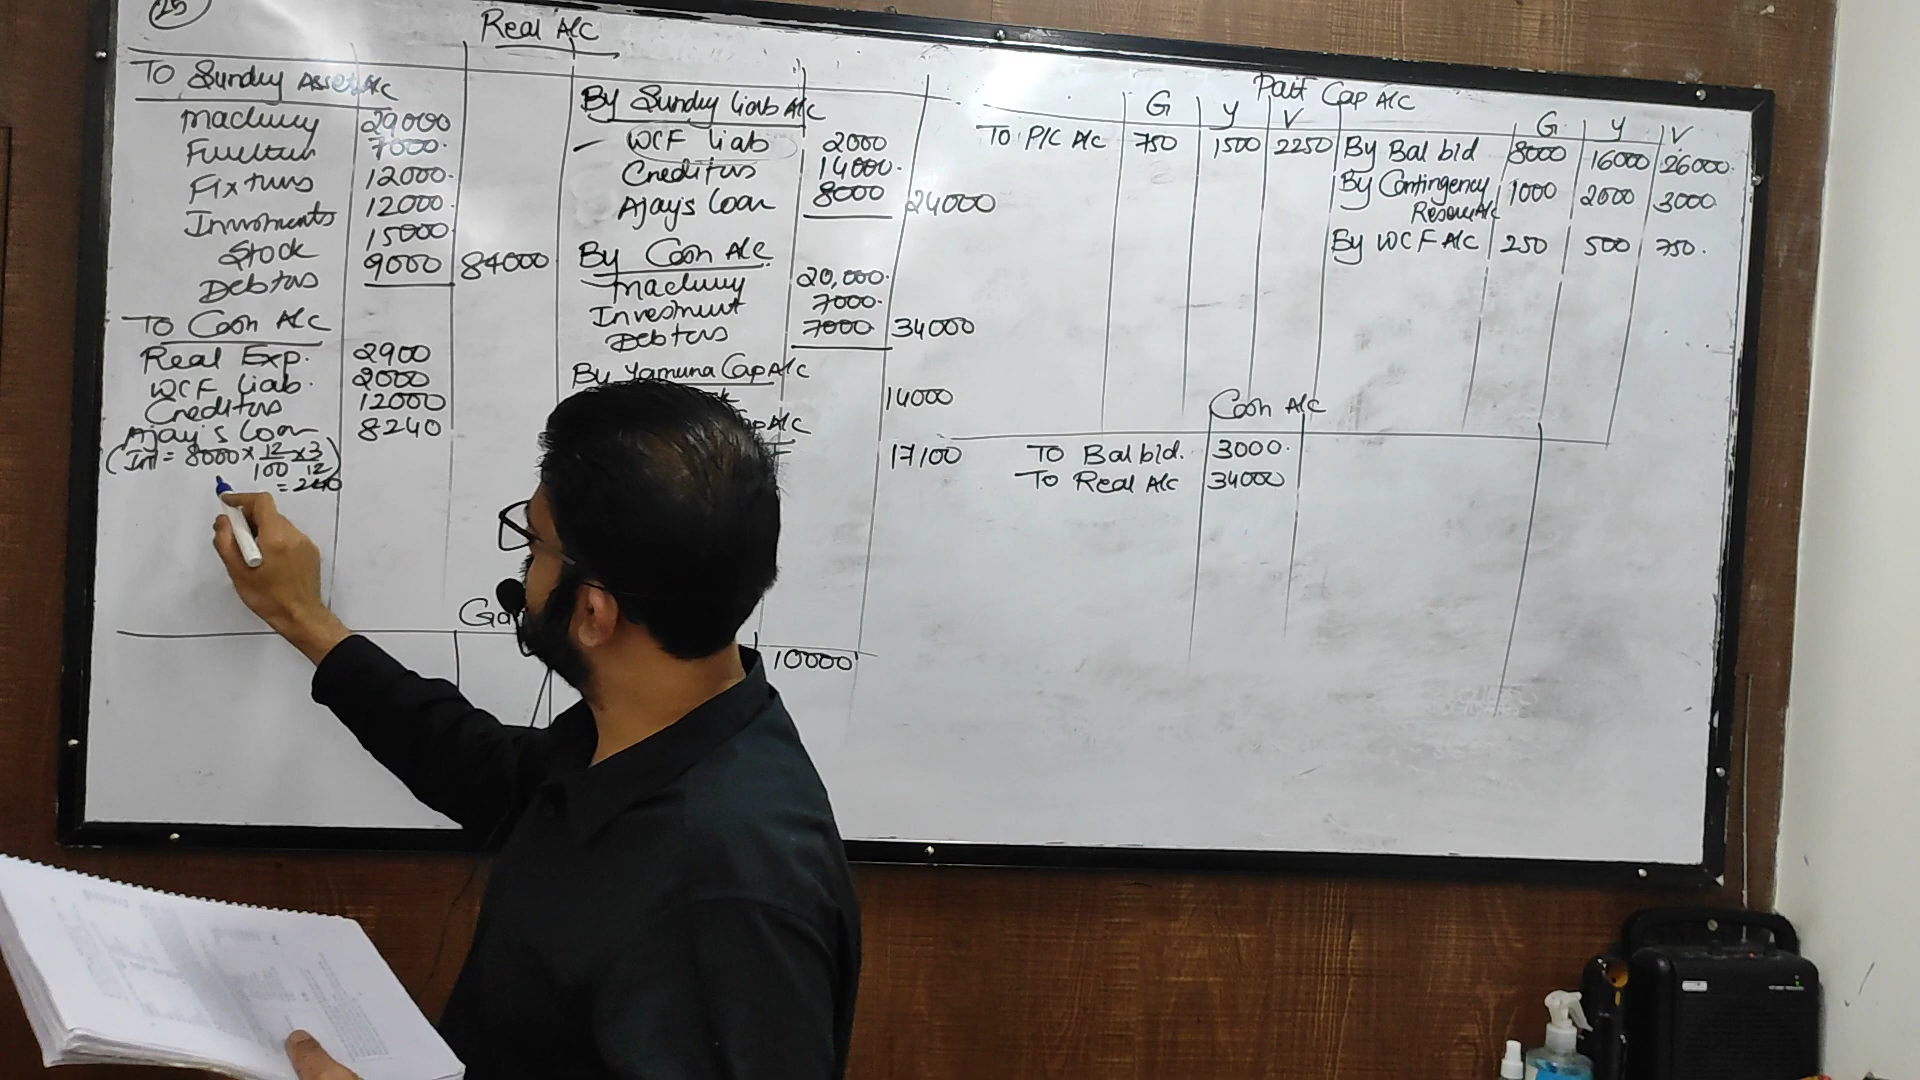 25
Real A/c
To Sundry Assets A/c
Machinery 29000
Furniture 7000
Fixtures 12000
Investments 12000
Stock 15000
Debtors 9000 84000
To Cash A/c
Real Exp. 2900
WCF Liab. 2000
Creditors 12000
Ajay's Loan 8240
(Int = 8000 × 12/100 × 3/12)
= 240
By Sundry Liab A/c
WCF Liab 2000
Creditors 14000
Ajay's Loan 8000 24000
By Cash A/c
Machinery 20,000
Investment 7000
Debtors 7000 34000
By Yamuna Cap A/c
14000
Cap A/c
17100
10000
Part Cap A/c
G Y V G Y V
To P/C A/c 750 1500 2250 By Bal b/d 8000 16000 26000
By Contingency Reserve A/c 1000 2000 3000
By WCF A/c 250 500 750
Cash A/c
To Bal b/d. 3000
To Real A/c 34000